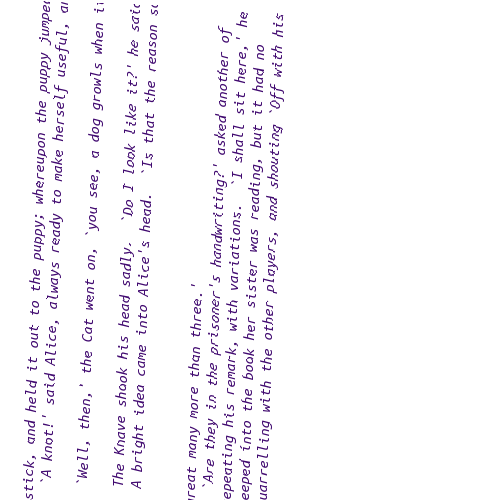 stick, and held it out to the puppy; whereupon the puppy jumped
`A knot!' said Alice, always ready to make herself useful,
`Well, then,' the Cat went on, `you see, a dog growls when
The Knave shook his head sadly. `Do I look like it?' he said
A bright idea came into Alice's head. `Is that the reason
great many more than three.'
`Are they in the prisoner's handwriting?' asked another of
epeating his remark, with variations. `I shall sit here,' he
eeped into the book her sister was reading, but it had no
uarrelling with the other players, and shouting `Off with his